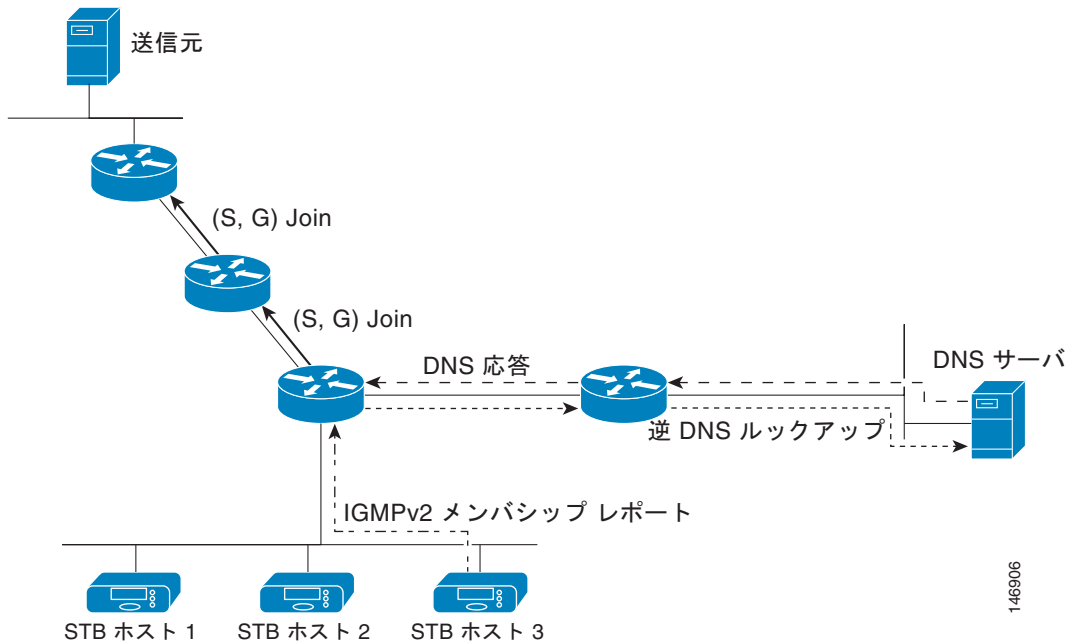 送信元
(S, G) Join
(S, G) Join
DNS 応答
DNS サーバ
逆 DNS ルックアップ
IGMPv2 メンバシップ レポート
STB ホスト 1
STB ホスト 2
STB ホスト 3
146906